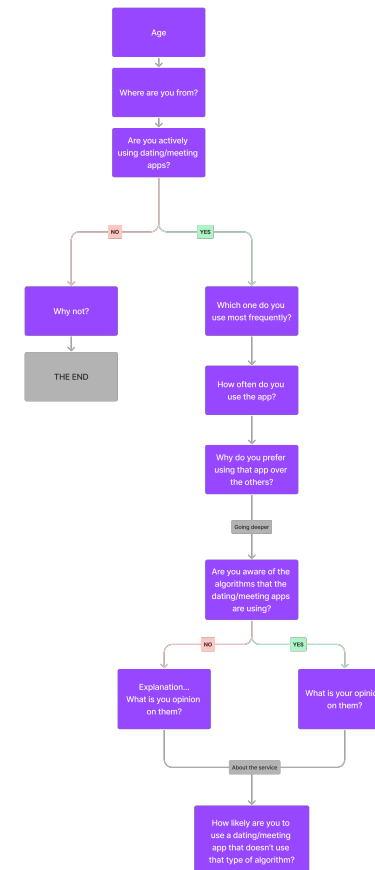 Age
Where are you from?
Are you actively
using dating/meeting
apps?
NO
YES
Why not?
Which one do you
use most frequently?
THE END
How often do you
use the app?
Why do you prefer
using that app over
the others?
Going deeper
Are you aware of the
algorithms that the
dating/meeting apps
are using?
NO
YES
Explanation...
What is you opinion
on them?
What is your opinio
on them?
About the service
How likely are you to
use a dating/meeting
app that doesn't use
that type of algorithm?